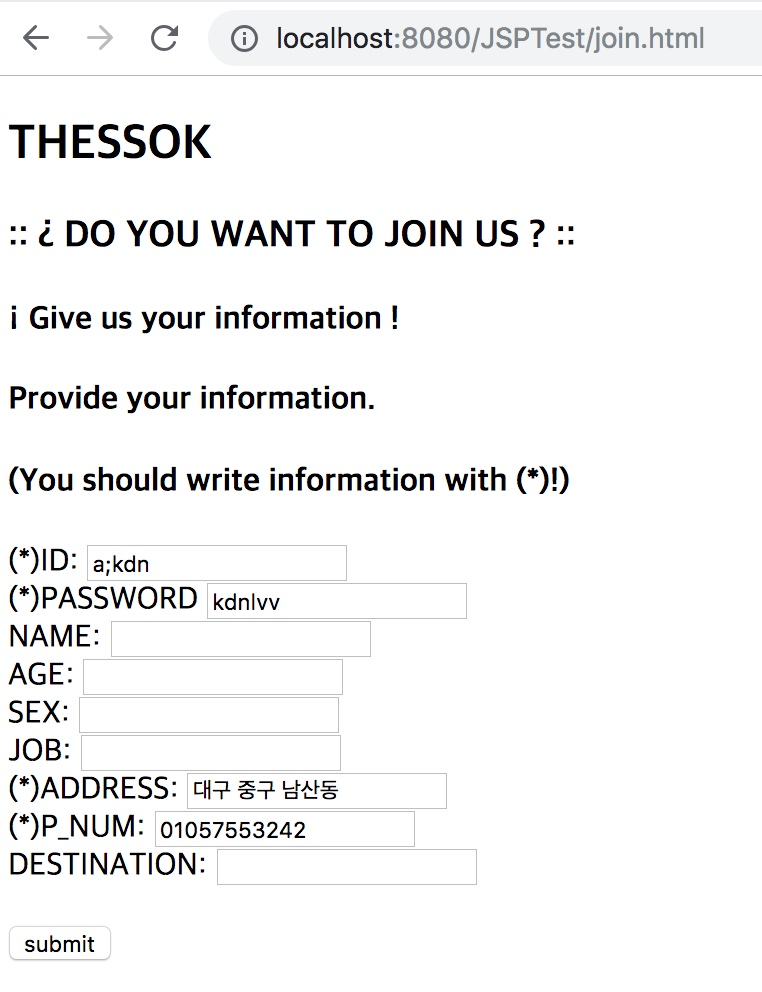 localhost:8080/JSPTest/join.html
THESSOK
:: ¿ DO YOU WANT TO JOIN US ? ::
¡ Give us your information !
Provide your information.
(You should write information with (*)!)
(*)ID: a;kdn
(*)PASSWORD kdnlvv
NAME:
AGE:
SEX:
JOB:
(*)ADDRESS: 대구 중구 남산동
(*)P_NUM: 01057553242
DESTINATION:
submit